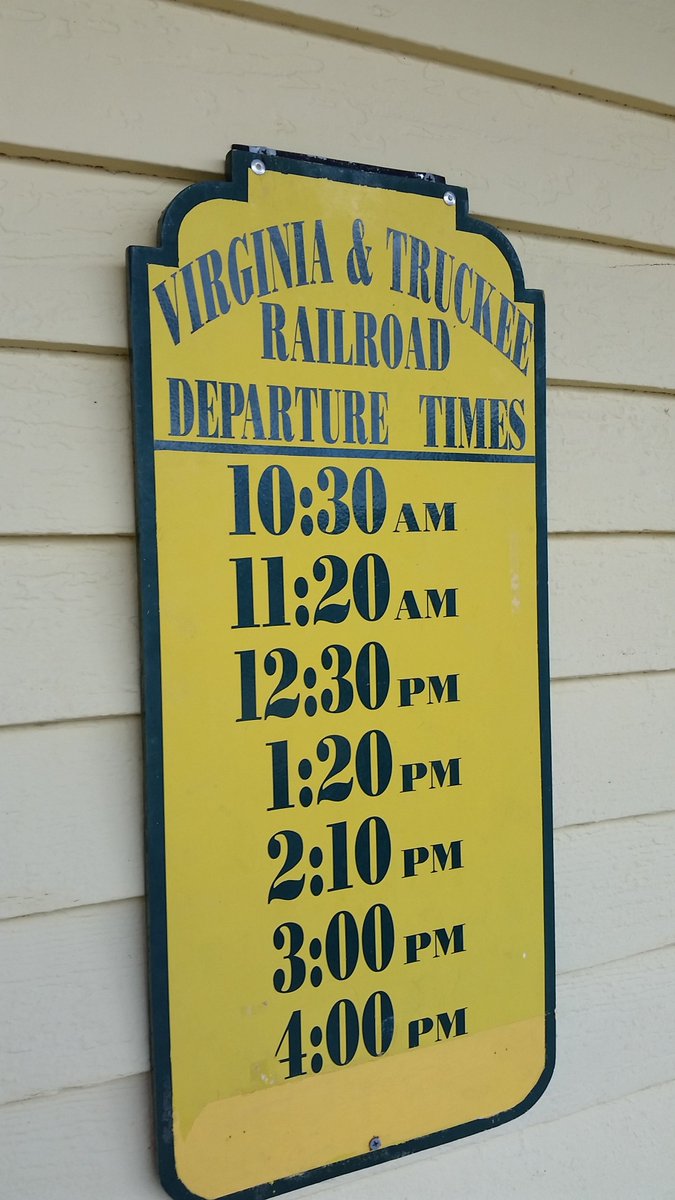 VIRGINIA & TRUCKEE
RAILROAD
DEPARTURE TIMES
10:30 AM
11:20 AM
12:30 PM
1:20 PM
2:10 PM
3:00 PM
4:00 PM